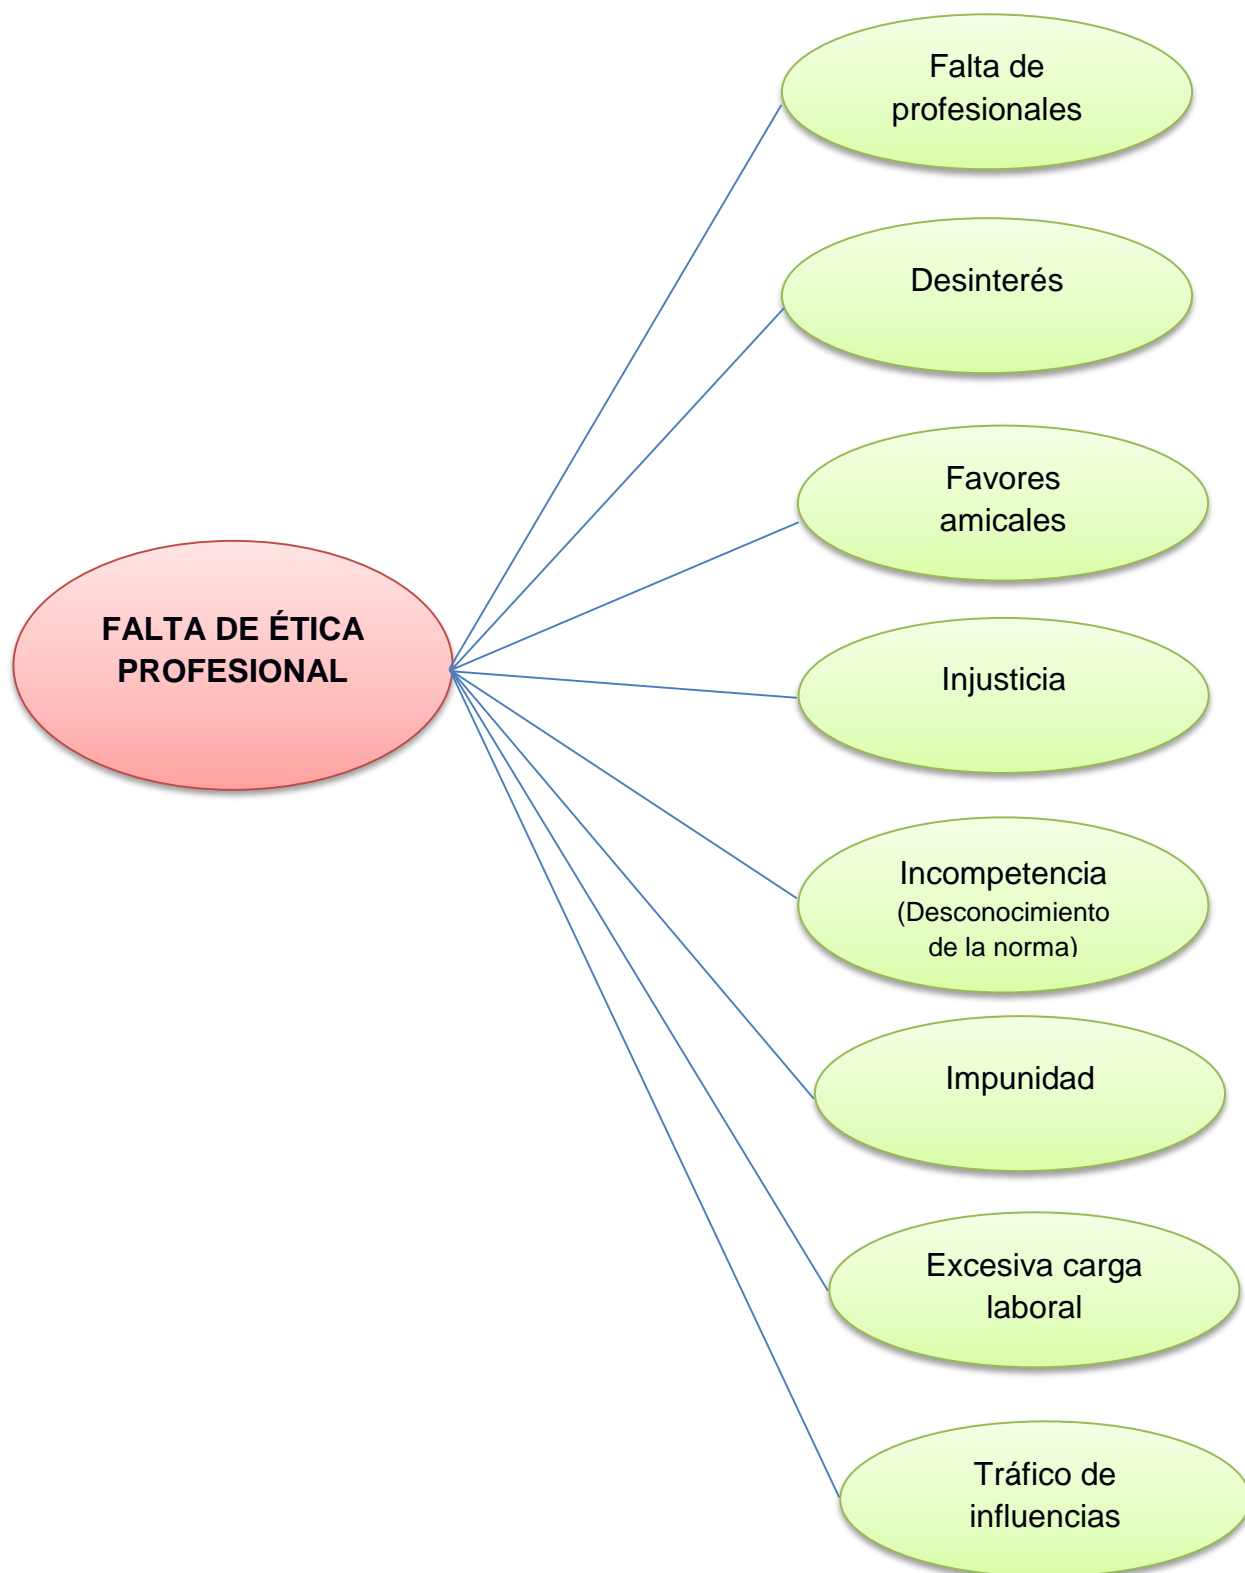 Falta de
profesionales
Desinterés
Favores
amicales
FALTA DE ÉTICA
PROFESIONAL
Injusticia
Incompetencia
(Desconocimiento
de la norma)
Impunidad
Excesiva carga
laboral
Tráfico de
influencias